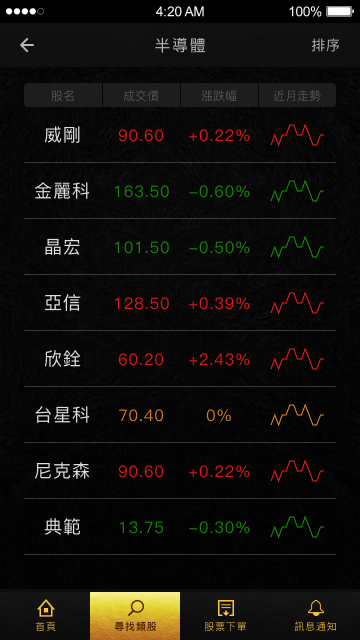 4:20 AM 100%
半導體 排序
股名 成交價 漲跌幅 近月走勢
威剛 90.60 +0.22%
金麗科 163.50 −0.60%
晶宏 101.50 −0.50%
亞信 128.50 +0.39%
欣銓 60.20 +2.43%
台星科 70.40 0%
尼克森 90.60 +0.22%
典範 13.75 −0.30%
首頁 尋找類股 股票下單 訊息通知